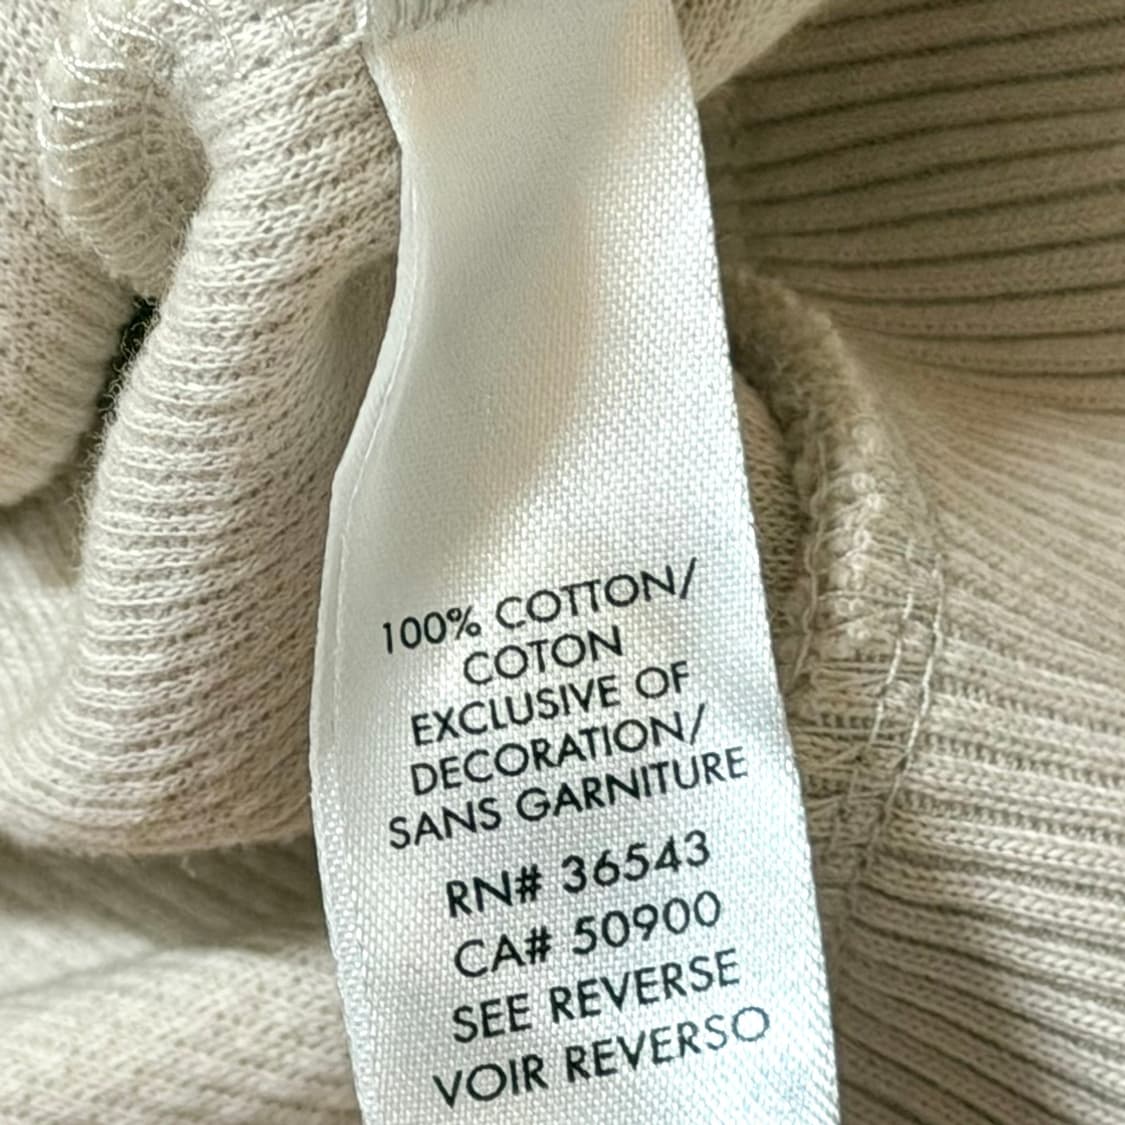 100% COTTON/
COTON
EXCLUSIVE OF
DECORATION/
SANS GARNITURE
RN# 36543
CA# 50900
SEE REVERSE
VOIR REVERSO